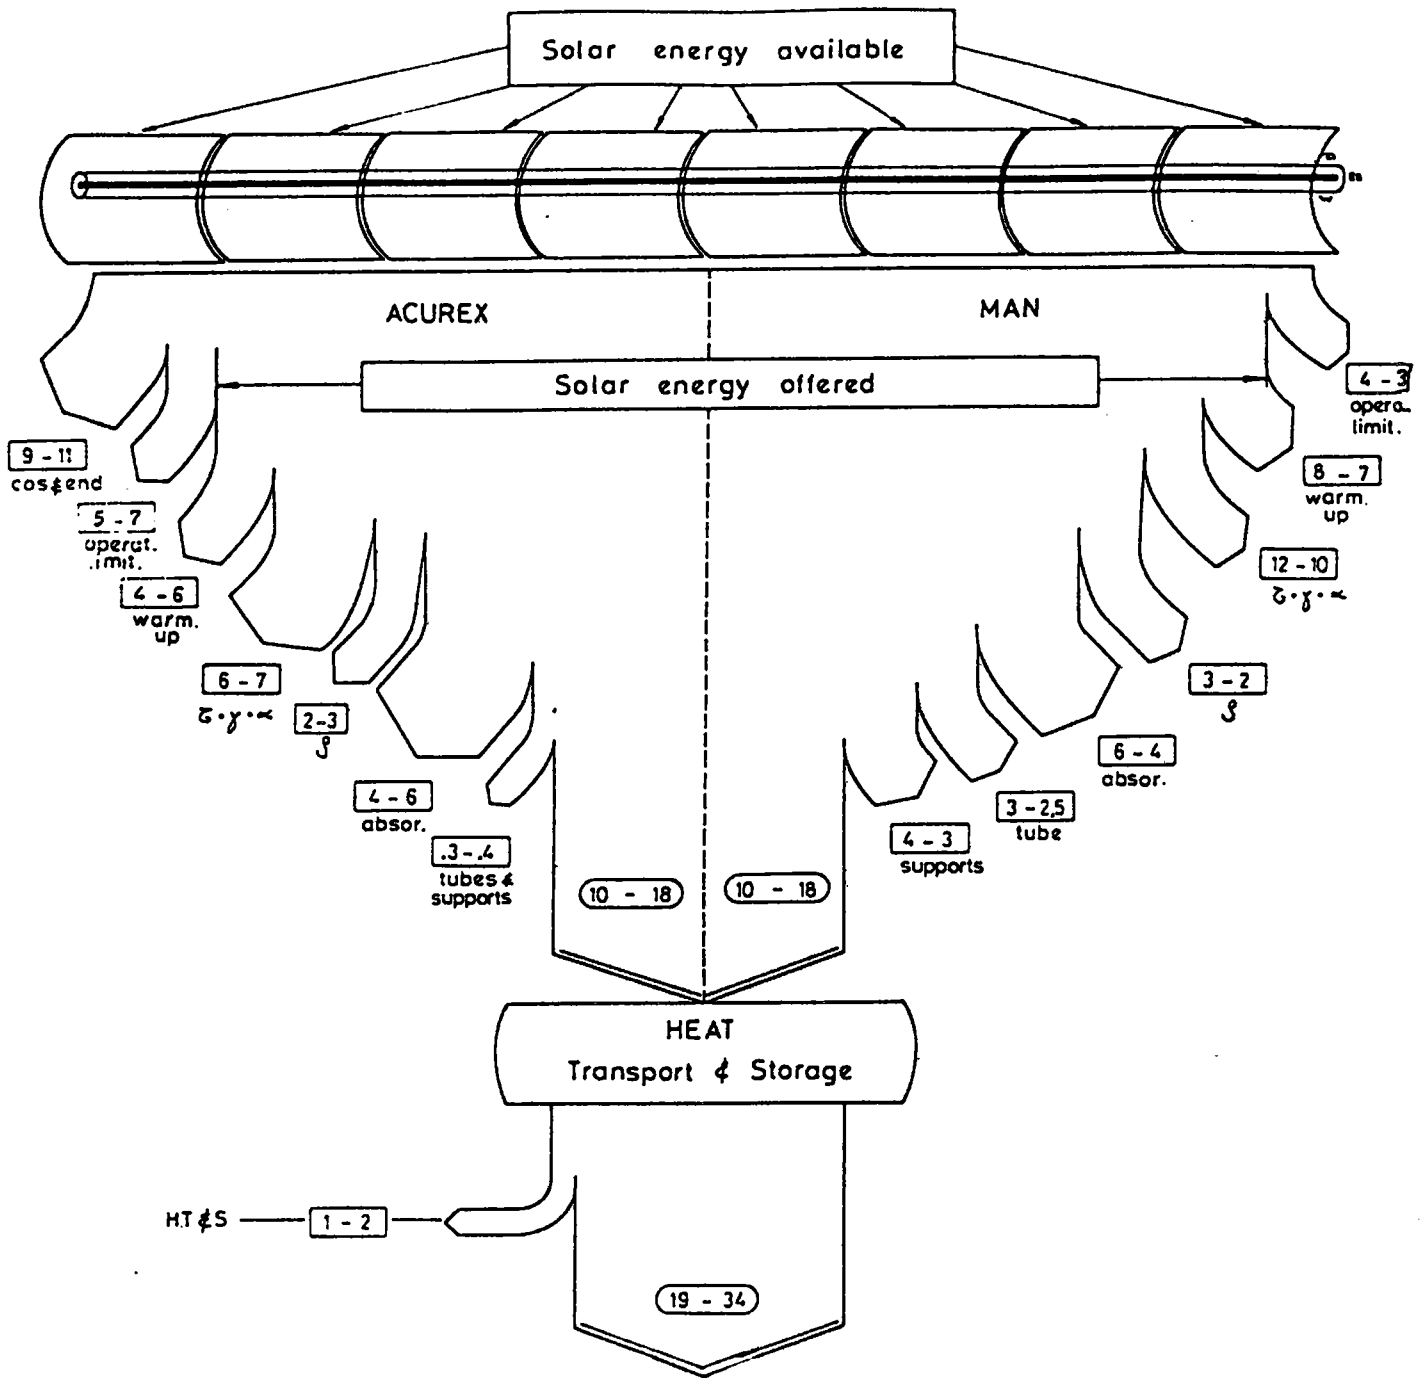 Solar energy available
ACUREX
MAN
Solar energy offered
9 - 11
cos & end
5 - 7
operat.
limit.
4 - 6
warm.
up
6 - 7
τ · γ · α
2-3
ρ
4 - 6
absor.
.3-.4
tubes &
supports
4 - 3
opera.
limit.
8 - 7
warm.
up
12 - 10
τ · γ · α
3 - 2
ρ
6 - 4
absor.
3 - 2,5
tube
4 - 3
supports
10 - 18
10 - 18
HEAT
Transport & Storage
H.T & S
1 - 2
19 - 34